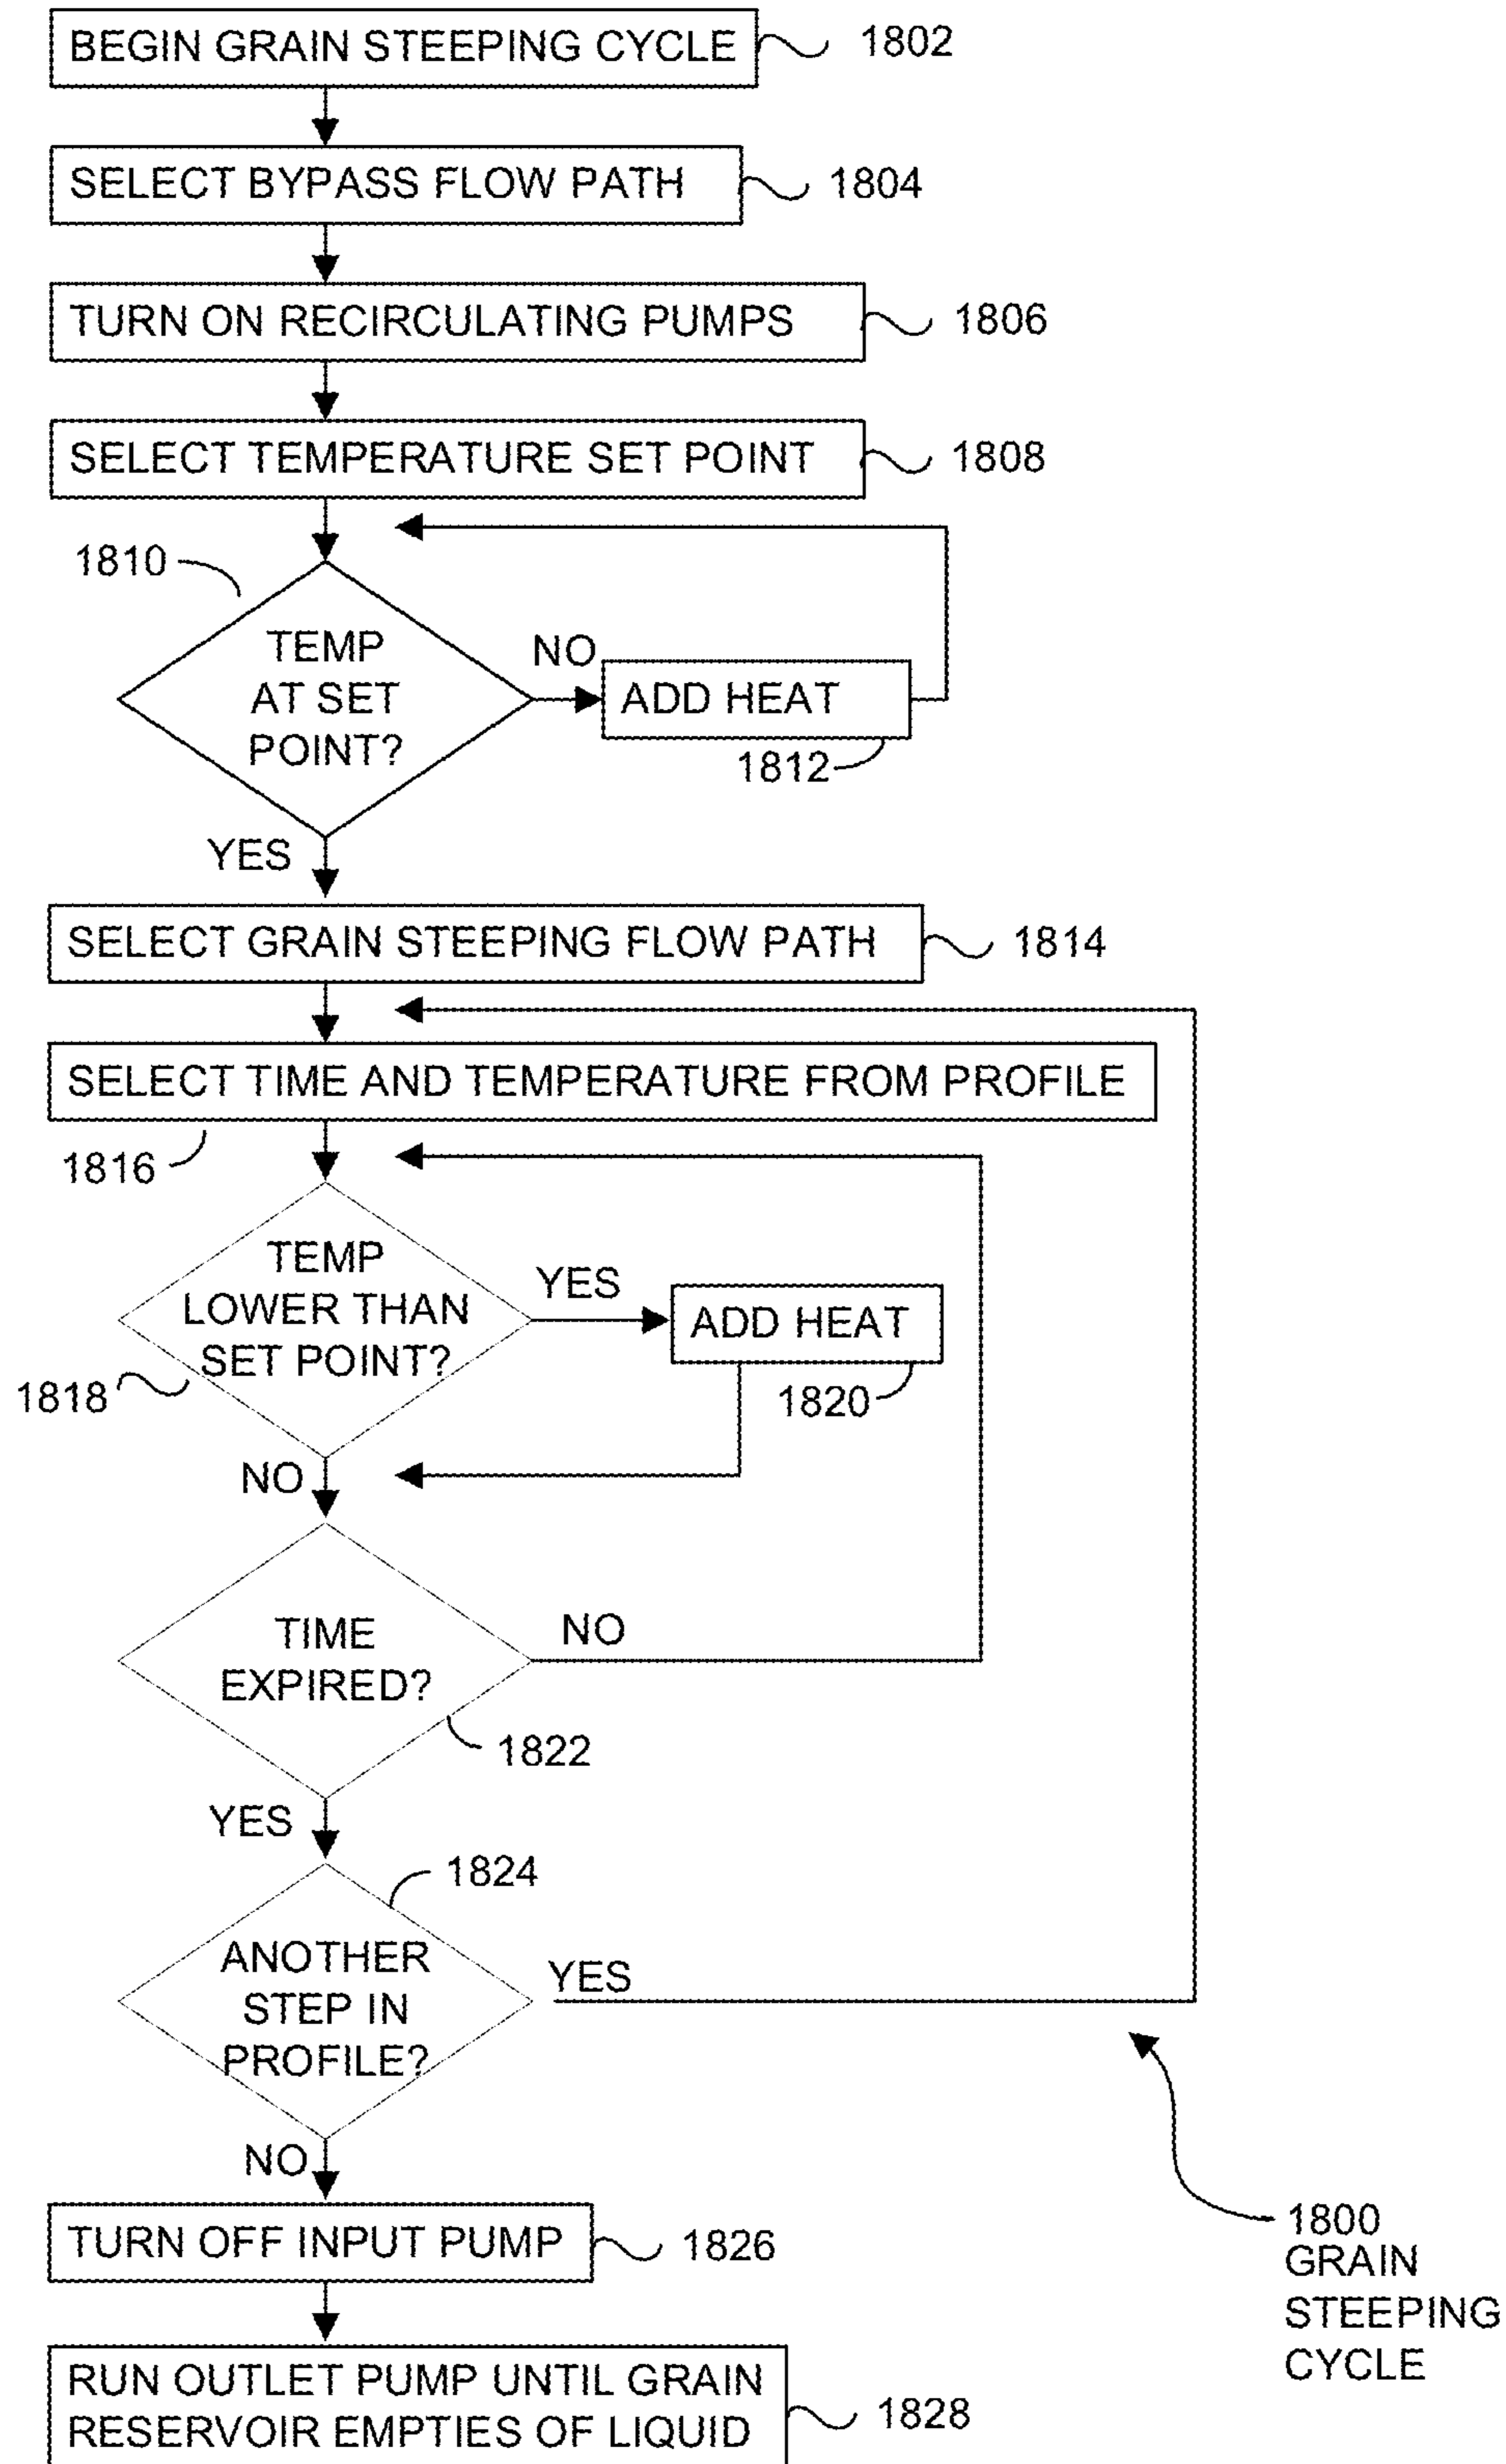 BEGIN GRAIN STEEPING CYCLE
1802
SELECT BYPASS FLOW PATH
1804
TURN ON RECIRCULATING PUMPS
1806
SELECT TEMPERATURE SET POINT
1808
1810
TEMP
AT SET
POINT?
NO
ADD HEAT
1812
YES
SELECT GRAIN STEEPING FLOW PATH
1814
SELECT TIME AND TEMPERATURE FROM PROFILE
1816
TEMP
LOWER THAN
SET POINT?
YES
ADD HEAT
1818
1820
NO
TIME
EXPIRED?
NO
1822
YES
1824
ANOTHER
STEP IN
PROFILE?
YES
NO
TURN OFF INPUT PUMP
1826
RUN OUTLET PUMP UNTIL GRAIN
RESERVOIR EMPTIES OF LIQUID
1828
1800
GRAIN
STEEPING
CYCLE